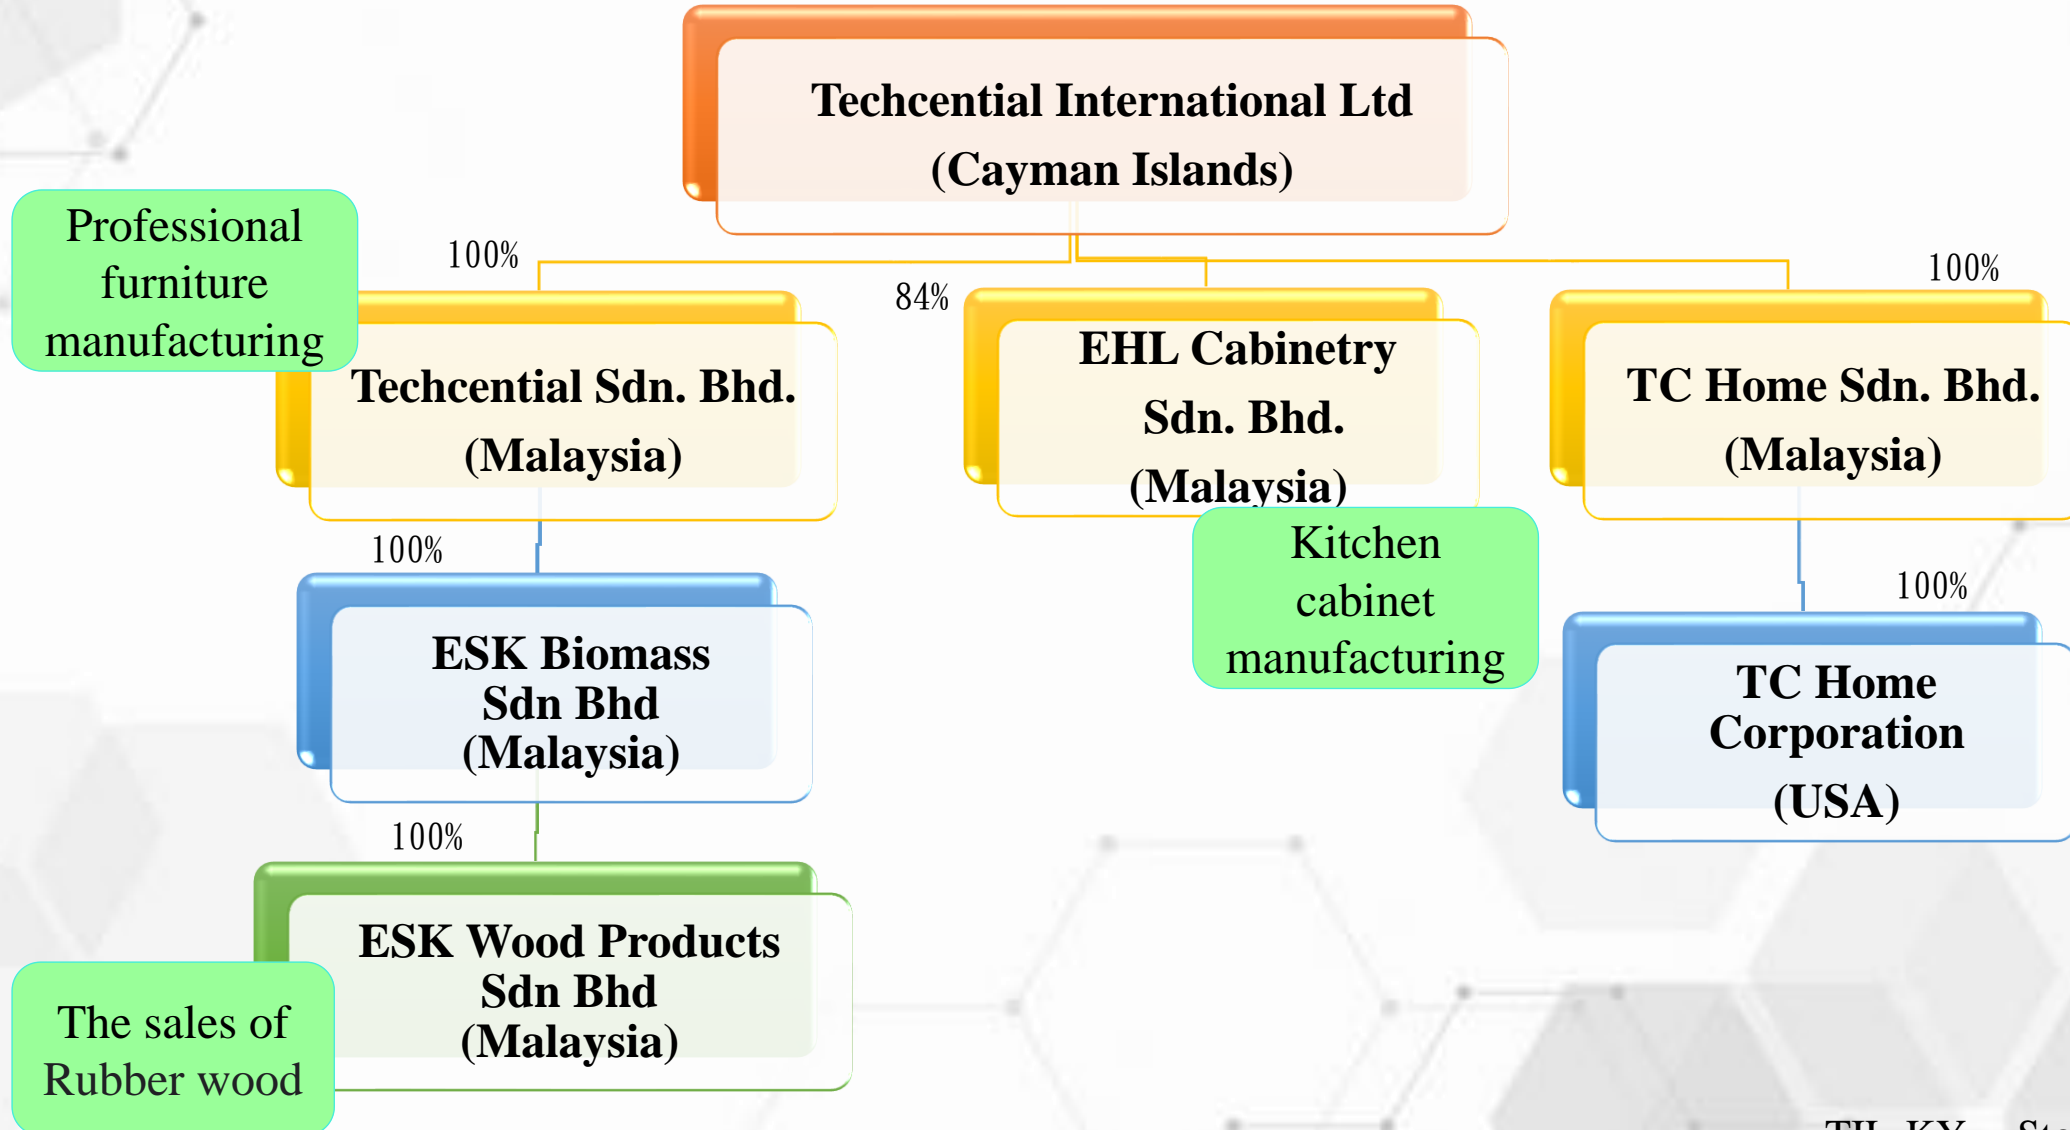 Techcential International Ltd
(Cayman Islands)
Professional
furniture
manufacturing
100%
84%
100%
Techcential Sdn. Bhd.
(Malaysia)
EHL Cabinetry
Sdn. Bhd.
(Malaysia)
TC Home Sdn. Bhd.
(Malaysia)
Kitchen
cabinet
manufacturing
100%
100%
ESK Biomass
Sdn Bhd
(Malaysia)
TC Home
Corporation
(USA)
100%
ESK Wood Products
Sdn Bhd
(Malaysia)
The sales of
Rubber wood